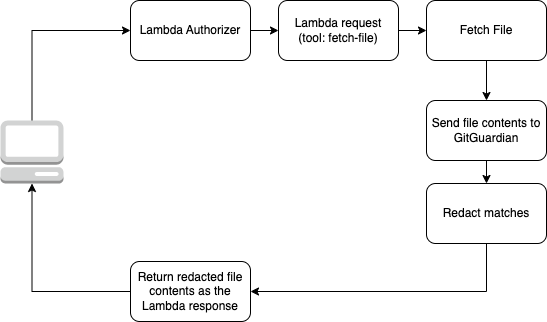 Lambda Authorizer
Lambda request
(tool: fetch-file)
Fetch File
Send file contents to
GitGuardian
Redact matches
Return redacted file
contents as the
Lambda response